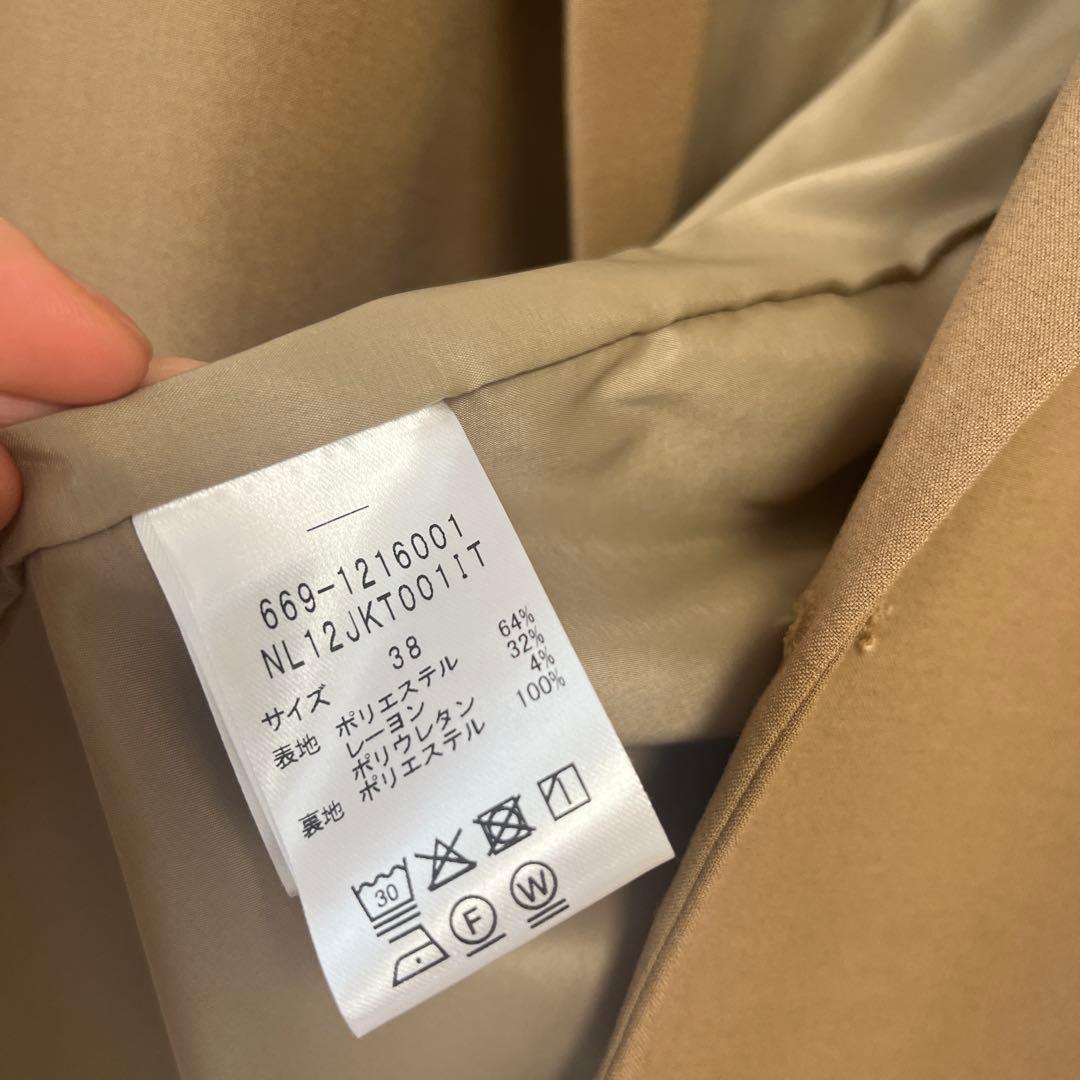 669-1216001
NL12JKT001IT
サイズ 38
表地 ポリエステル 64%
レーヨン 32%
ポリウレタン 4%
裏地 ポリエステル 100%
30
F W